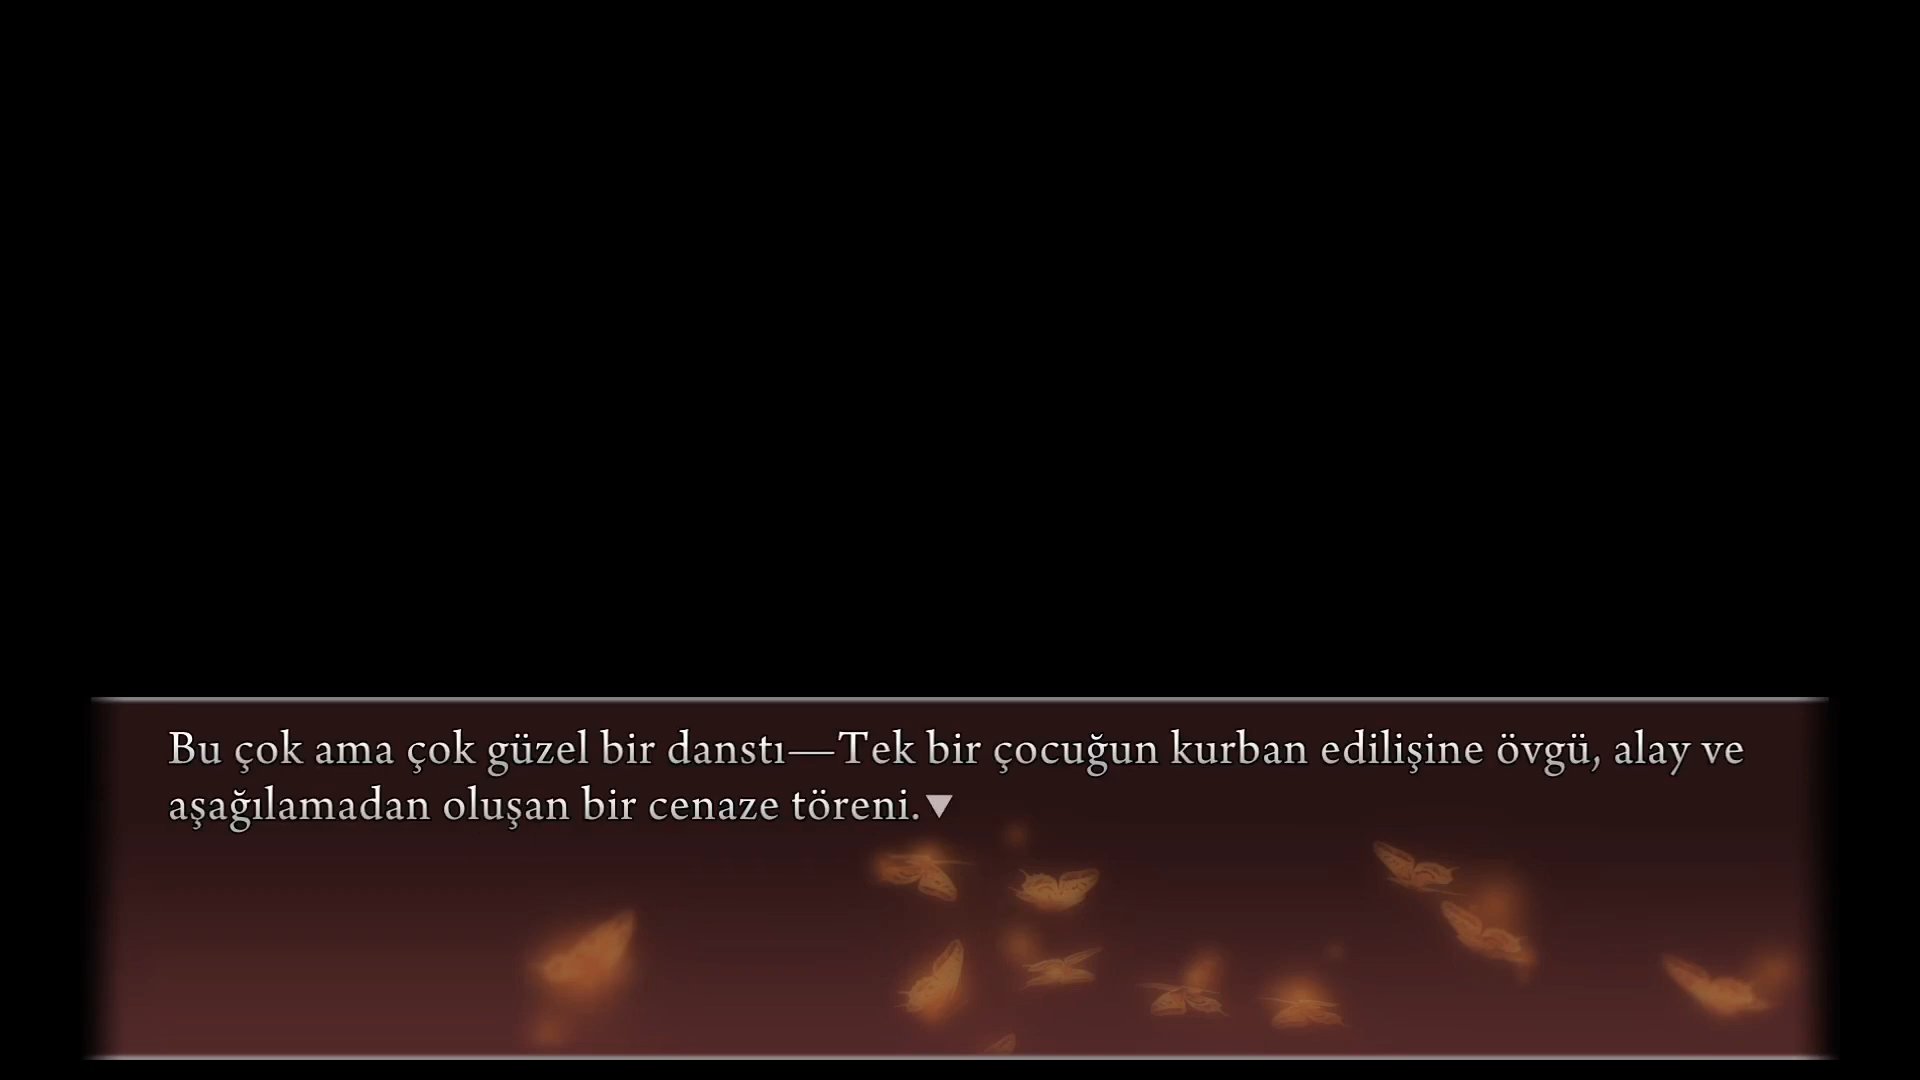 Bu çok ama çok güzel bir danstı—Tek bir çocuğun kurban edilişine övgü, alay ve
aşağılamadan oluşan bir cenaze töreni.▼